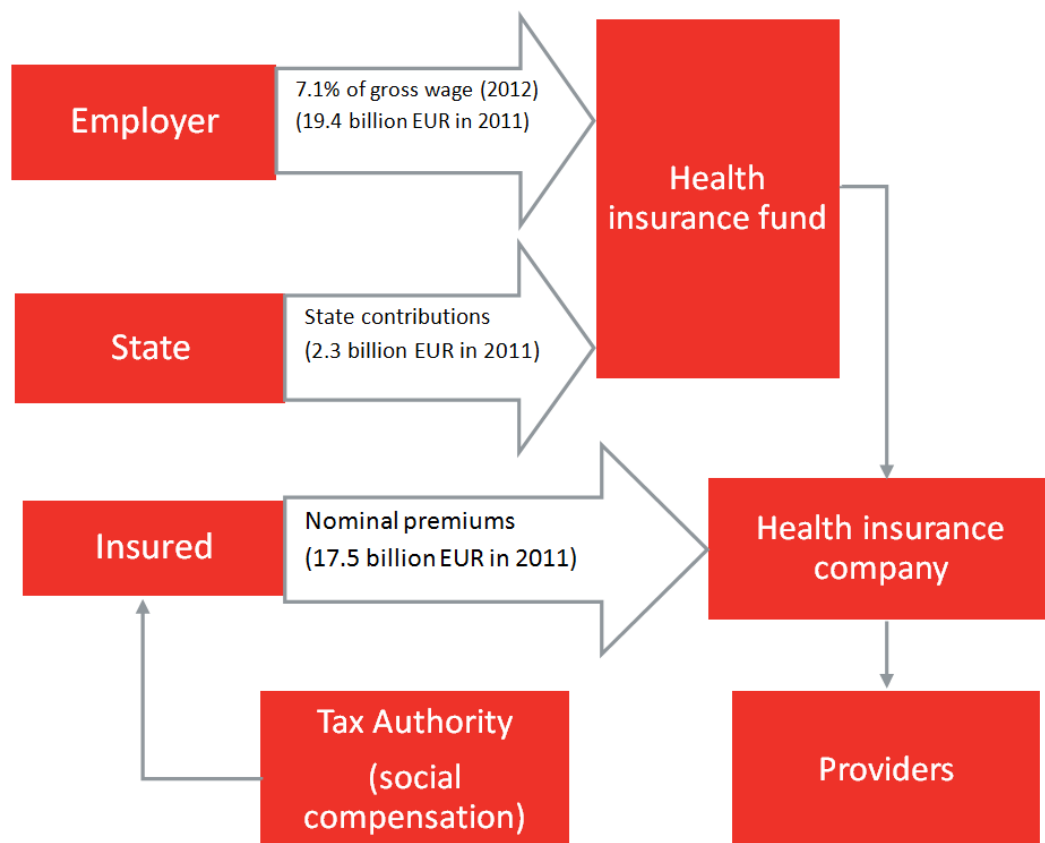 Employer
7.1% of gross wage (2012)
(19.4 billion EUR in 2011)
Health
insurance fund
State
State contributions
(2.3 billion EUR in 2011)
Insured
Nominal premiums
(17.5 billion EUR in 2011)
Health insurance
company
Tax Authority
(social
compensation)
Providers